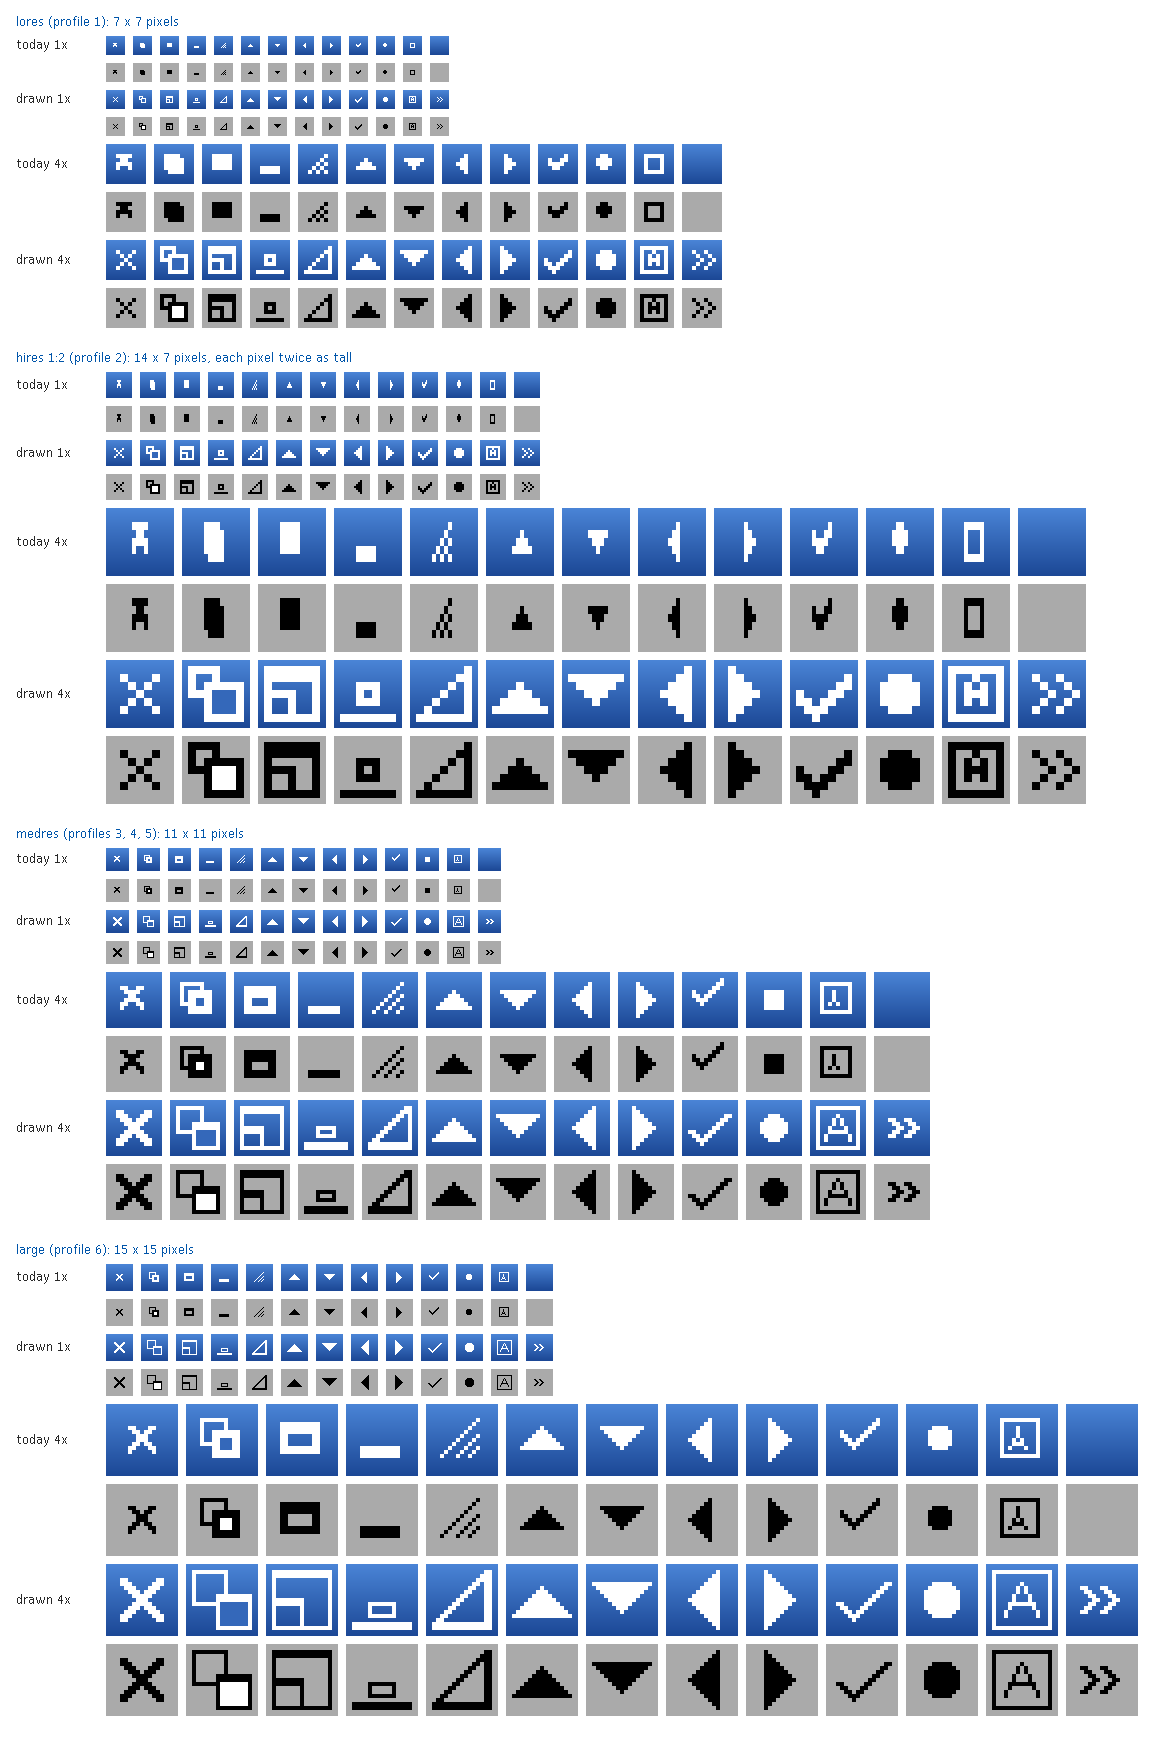 lores (profile 1): 7 x 7 pixels
today 1x
drawn 1x
today 4x
drawn 4x
hires 1:2 (profile 2): 14 x 7 pixels, each pixel twice as tall
today 1x
drawn 1x
today 4x
drawn 4x
medres (profiles 3, 4, 5): 11 x 11 pixels
today 1x
drawn 1x
today 4x
drawn 4x
large (profile 6): 15 x 15 pixels
today 1x
drawn 1x
today 4x
drawn 4x